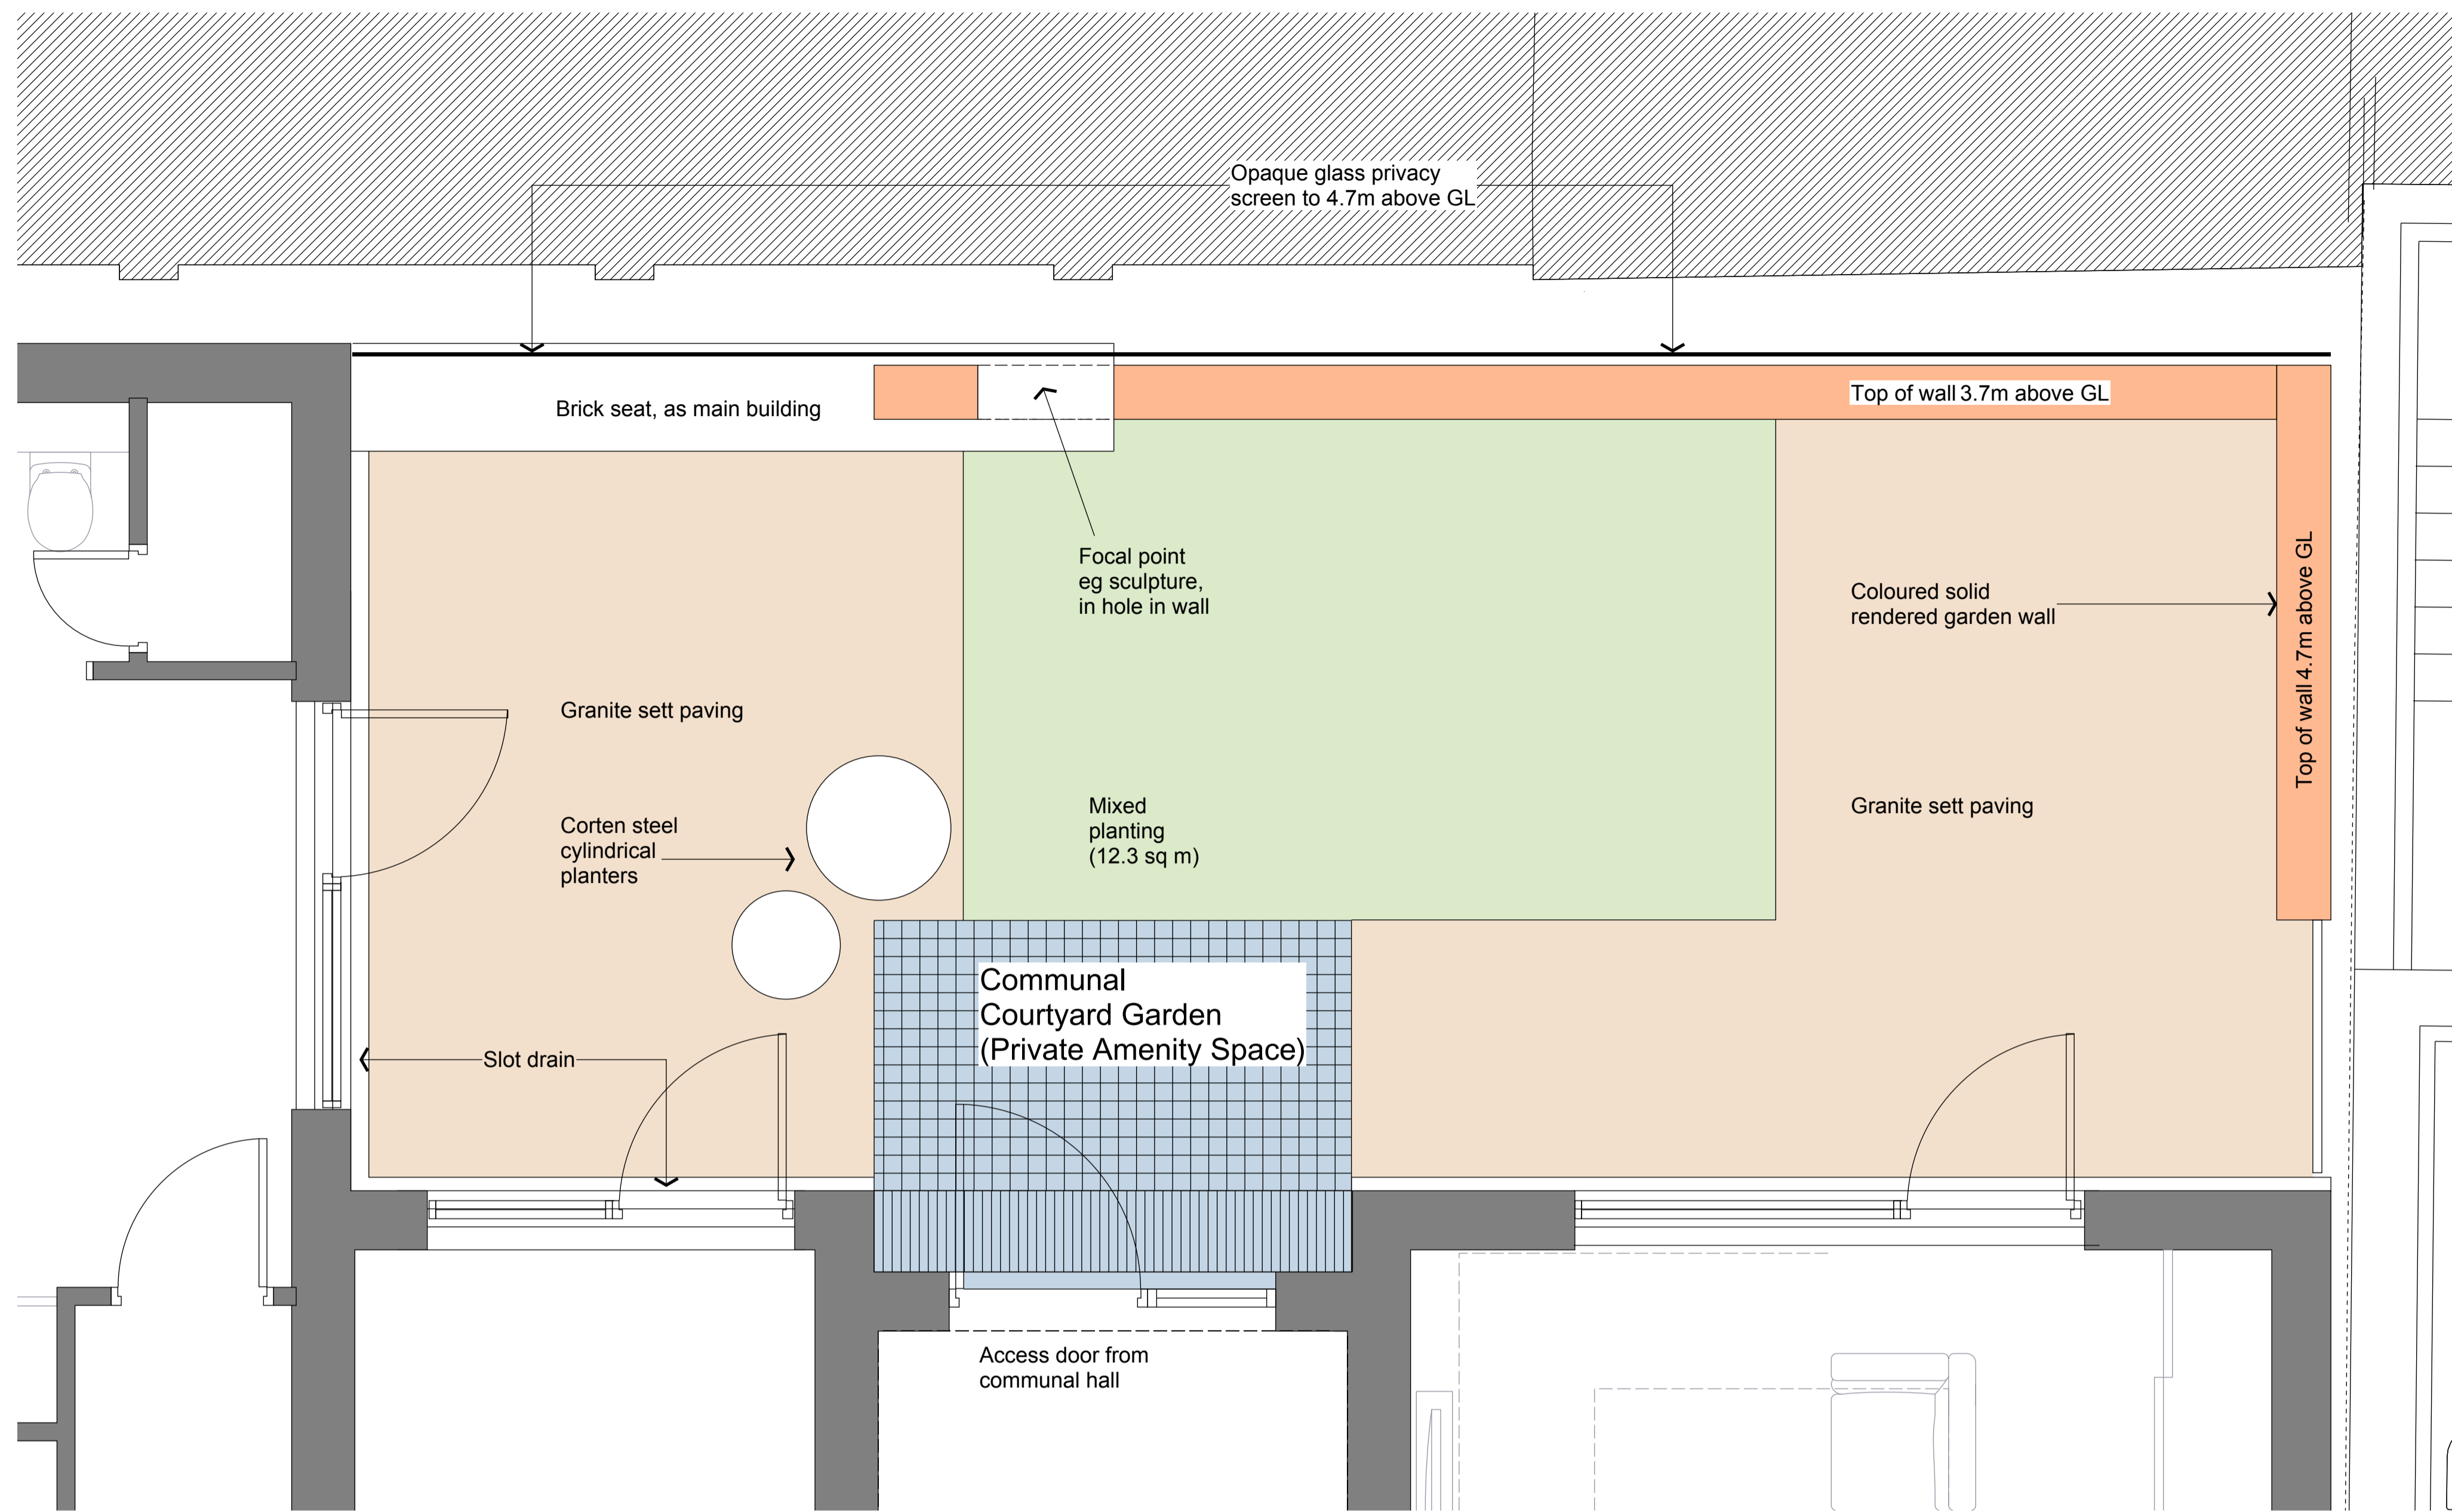 Opaque glass privacy
screen to 4.7m above GL
Brick seat, as main building
Top of wall 3.7m above GL
Focal point
eg sculpture,
in hole in wall
Coloured solid
rendered garden wall
Top of wall 4.7m above GL
Granite sett paving
Corten steel
cylindrical
planters
Mixed
planting
(12.3 sq m)
Granite sett paving
Communal
Courtyard Garden
(Private Amenity Space)
Slot drain
Access door from
communal hall